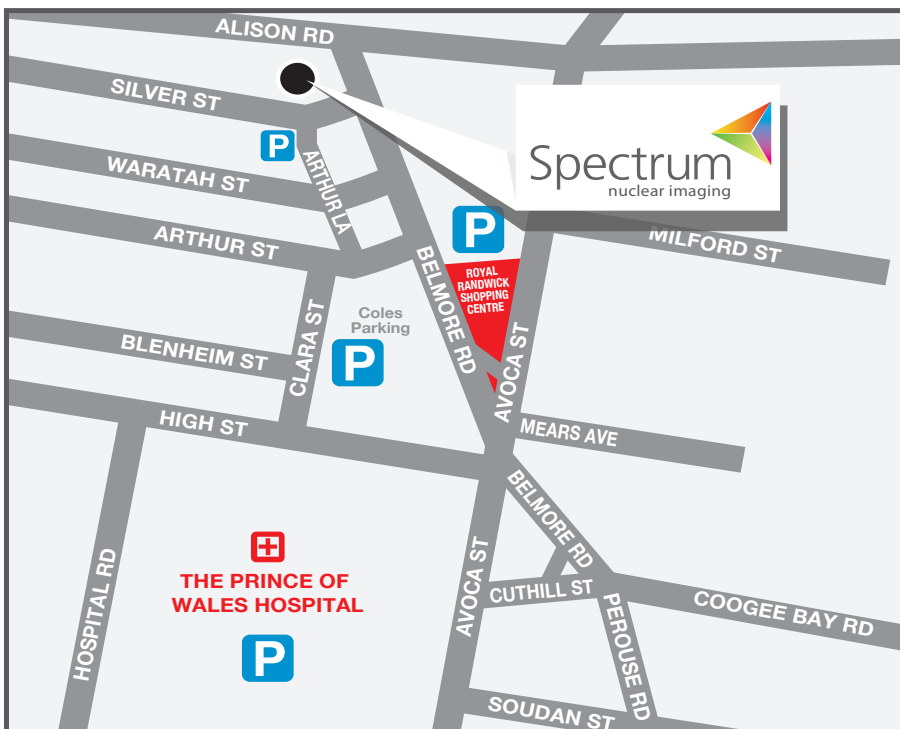 ALISON RD
SILVER ST
P
WARATAH ST
ARTHUR LA
ARTHUR ST
Spectrum
nuclear imaging
P
MILFORD ST
BELMORE RD
ROYAL
RANDWICK
SHOPPING
CENTRE
Coles
Parking
P
CLARA ST
BLENHEIM ST
AVOCA ST
HIGH ST
MEARS AVE
BELMORE RD
HOSPITAL RD
THE PRINCE OF
WALES HOSPITAL
P
AVOCA ST
CUTHILL ST
COOGEE BAY RD
PEROUSE RD
SOUDAN ST